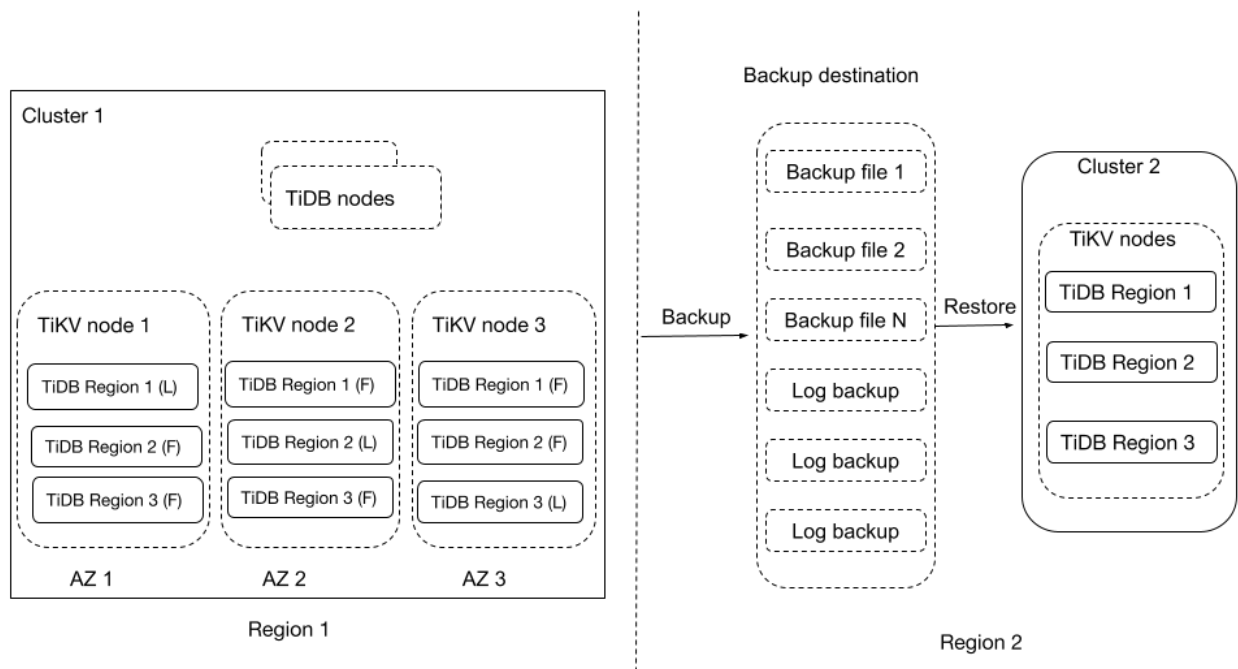 Cluster 1
TiDB nodes
TiKV node 1
TiDB Region 1 (L)
TiDB Region 2 (F)
TiDB Region 3 (F)
AZ 1
TiKV node 2
TiDB Region 1 (F)
TiDB Region 2 (L)
TiDB Region 3 (F)
AZ 2
TiKV node 3
TiDB Region 1 (F)
TiDB Region 2 (F)
TiDB Region 3 (L)
AZ 3
Region 1
Backup
Backup destination
Backup file 1
Backup file 2
Backup file N
Log backup
Log backup
Log backup
Restore
Cluster 2
TiKV nodes
TiDB Region 1
TiDB Region 2
TiDB Region 3
Region 2